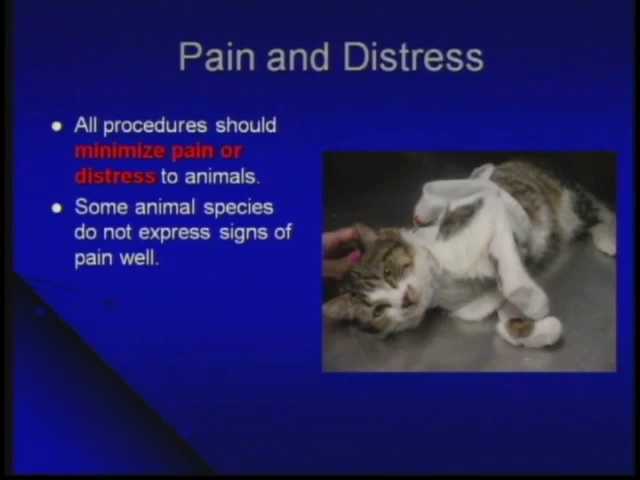 Pain and Distress
All procedures should
minimize pain or
distress to animals.
Some animal species
do not express signs of
pain well.